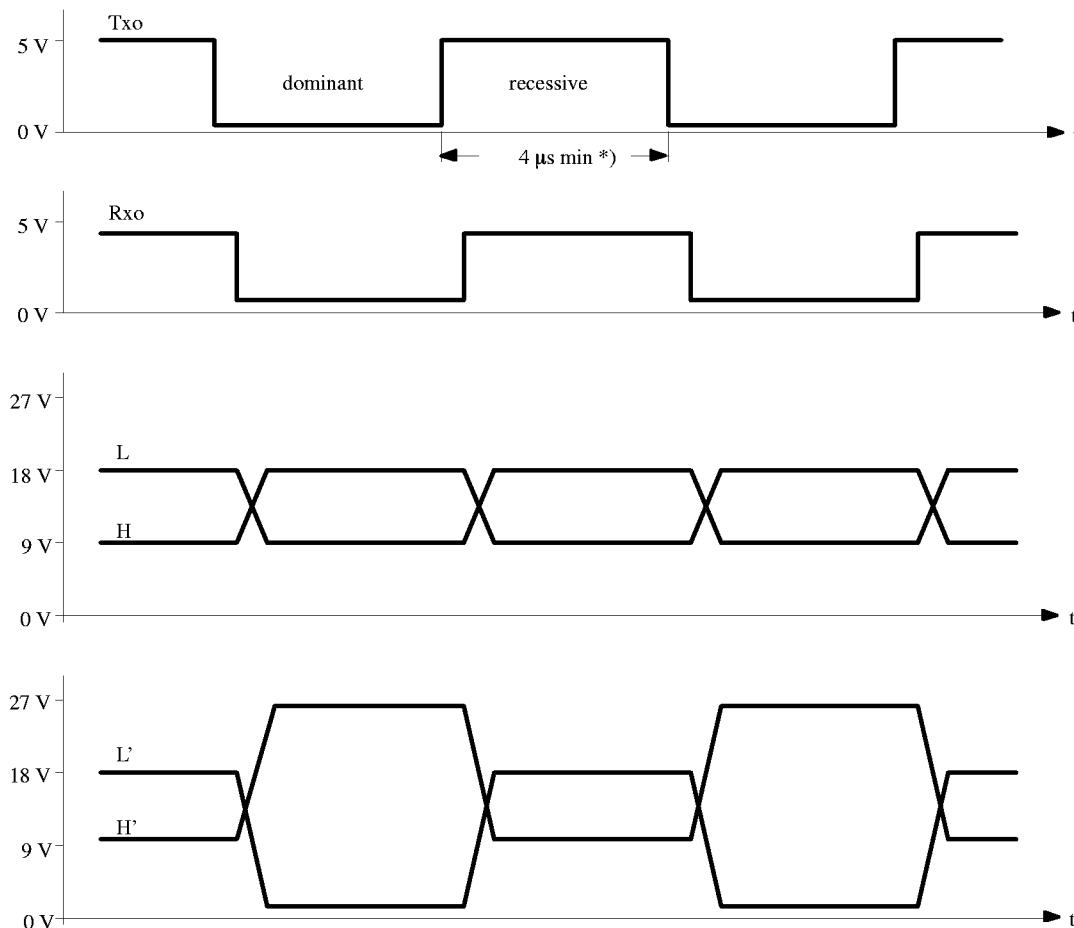 Txo
5 V
dominant
recessive
0 V
4 µs min *)
Rxo
5 V
0 V
t
27 V
L
18 V
H
9 V
0 V
t
27 V
L'
18 V
H'
9 V
0 V
t